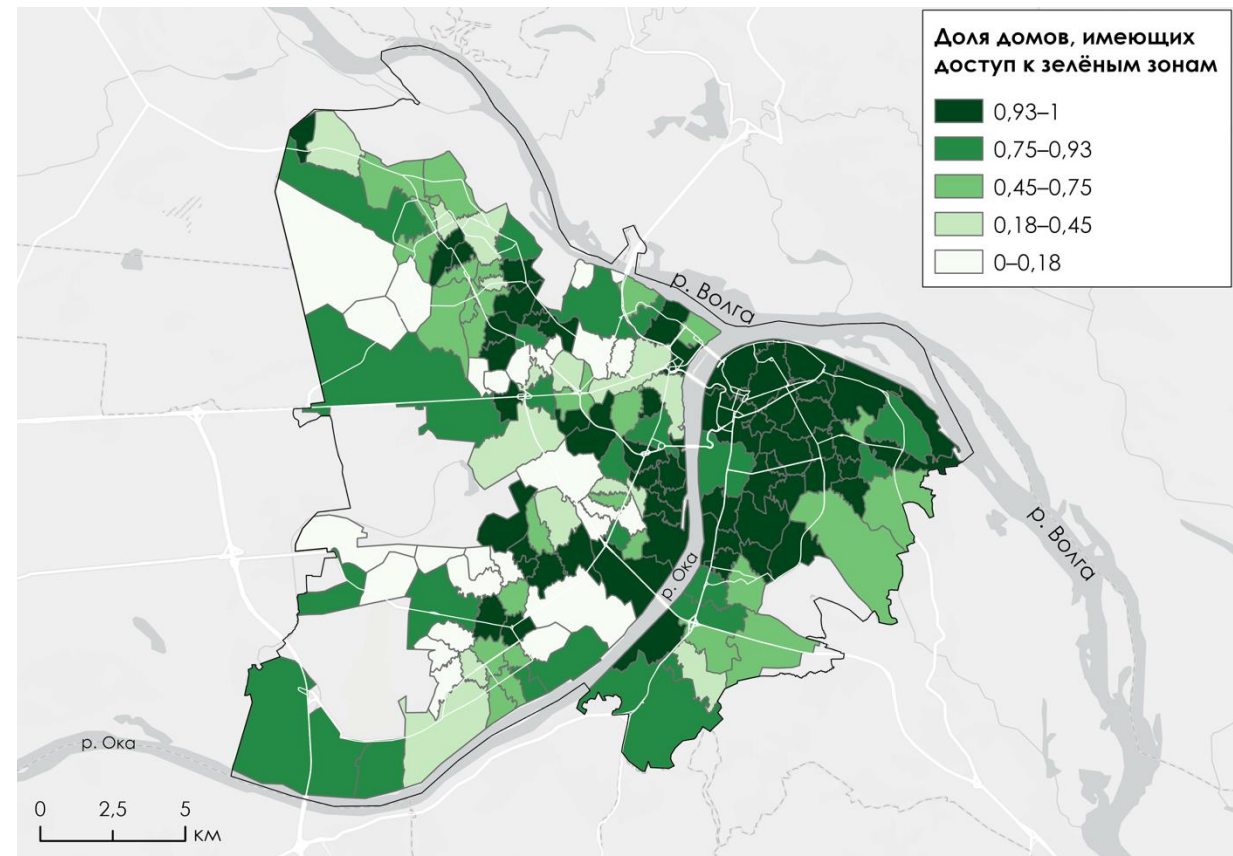 Доля домов, имеющих
доступ к зелёным зонам
0,93–1
0,75–0,93
0,45–0,75
0,18–0,45
0–0,18
р. Волга
р. Волга
р. Ока
р. Ока
0 2,5 5
км